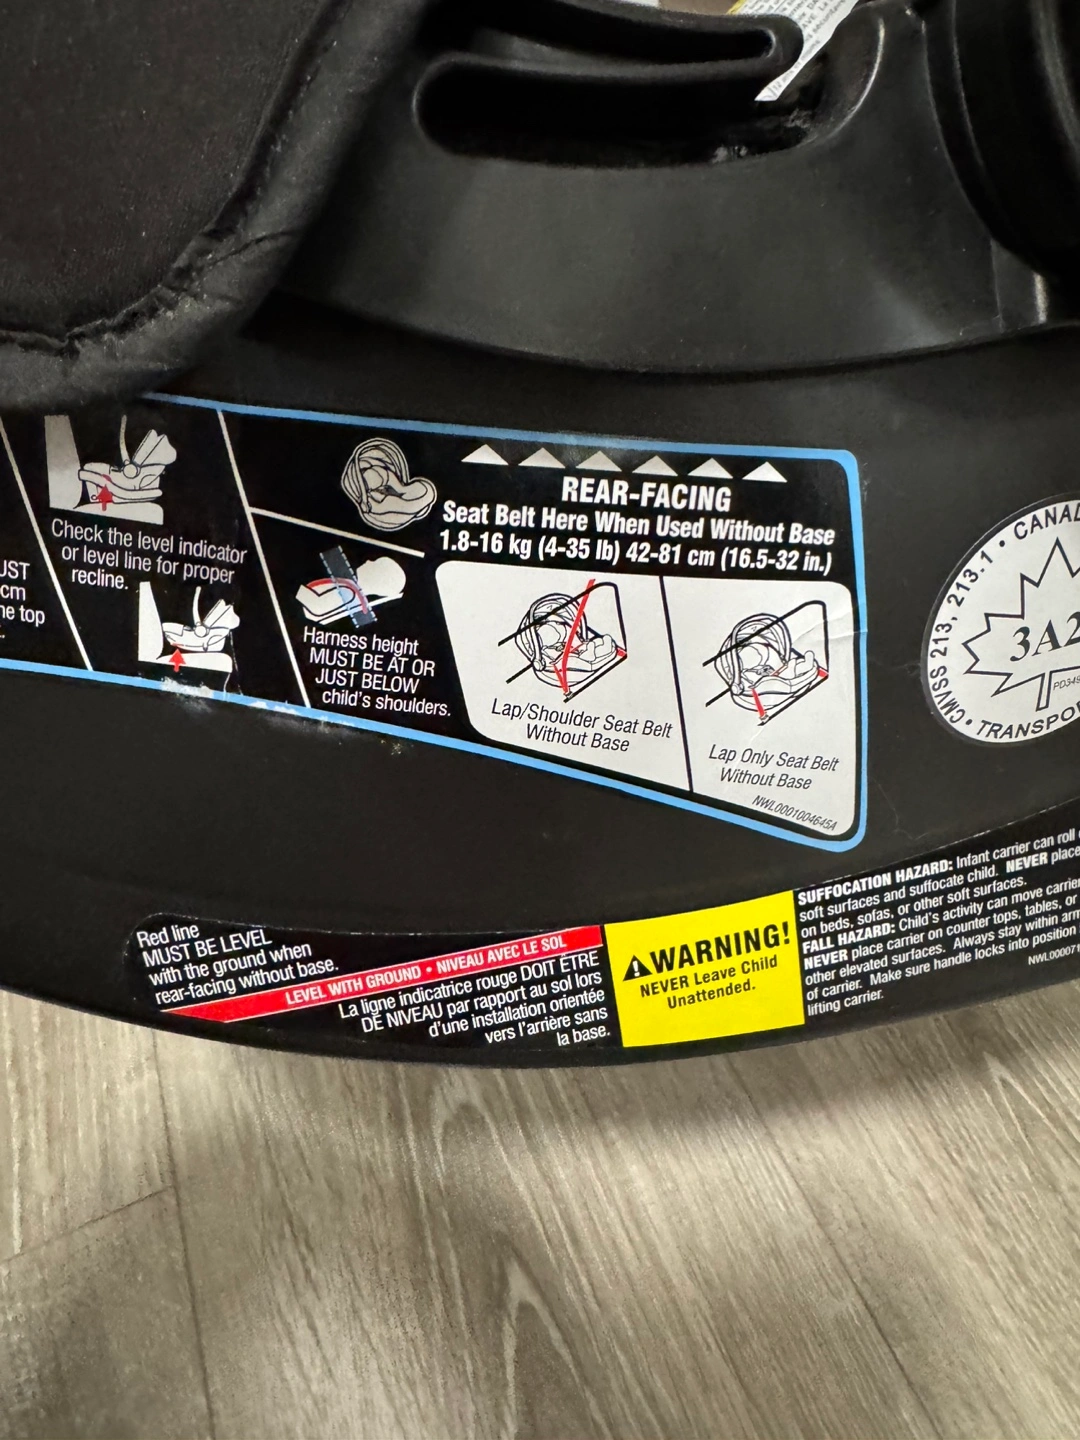 Check the level indicator
or level line for proper
recline.
cm
Harness height
MUST BE AT OR
JUST BELOW
child's shoulders.
REAR-FACING
Seat Belt Here When Used Without Base
1.8-16 kg (4-35 lb) 42-81 cm (16.5-32 in.)
Lap/Shoulder Seat Belt
Without Base
Lap Only Seat Belt
Without Base
NWL0001004645A
CMVSS 213, 213.1 • CANAD
3A2
PD349
• TRANSPO
Red line
MUST BE LEVEL
with the ground when
rear-facing without base.
LEVEL WITH GROUND • NIVEAU AVEC LE SOL
La ligne indicatrice rouge DOIT ÊTRE
DE NIVEAU par rapport au sol lors
d'une installation orientée
vers l'arrière sans
la base.
WARNING!
NEVER Leave Child
Unattended.
SUFFOCATION HAZARD: Infant carrier can roll
soft surfaces and suffocate child. NEVER place
on beds, sofas, or other soft surfaces.
FALL HAZARD: Child's activity can move carrier
NEVER place carrier on counter tops, tables, or
other elevated surfaces. Always stay within arm
of carrier. Make sure handle locks into position
lifting carrier.
NWL00007